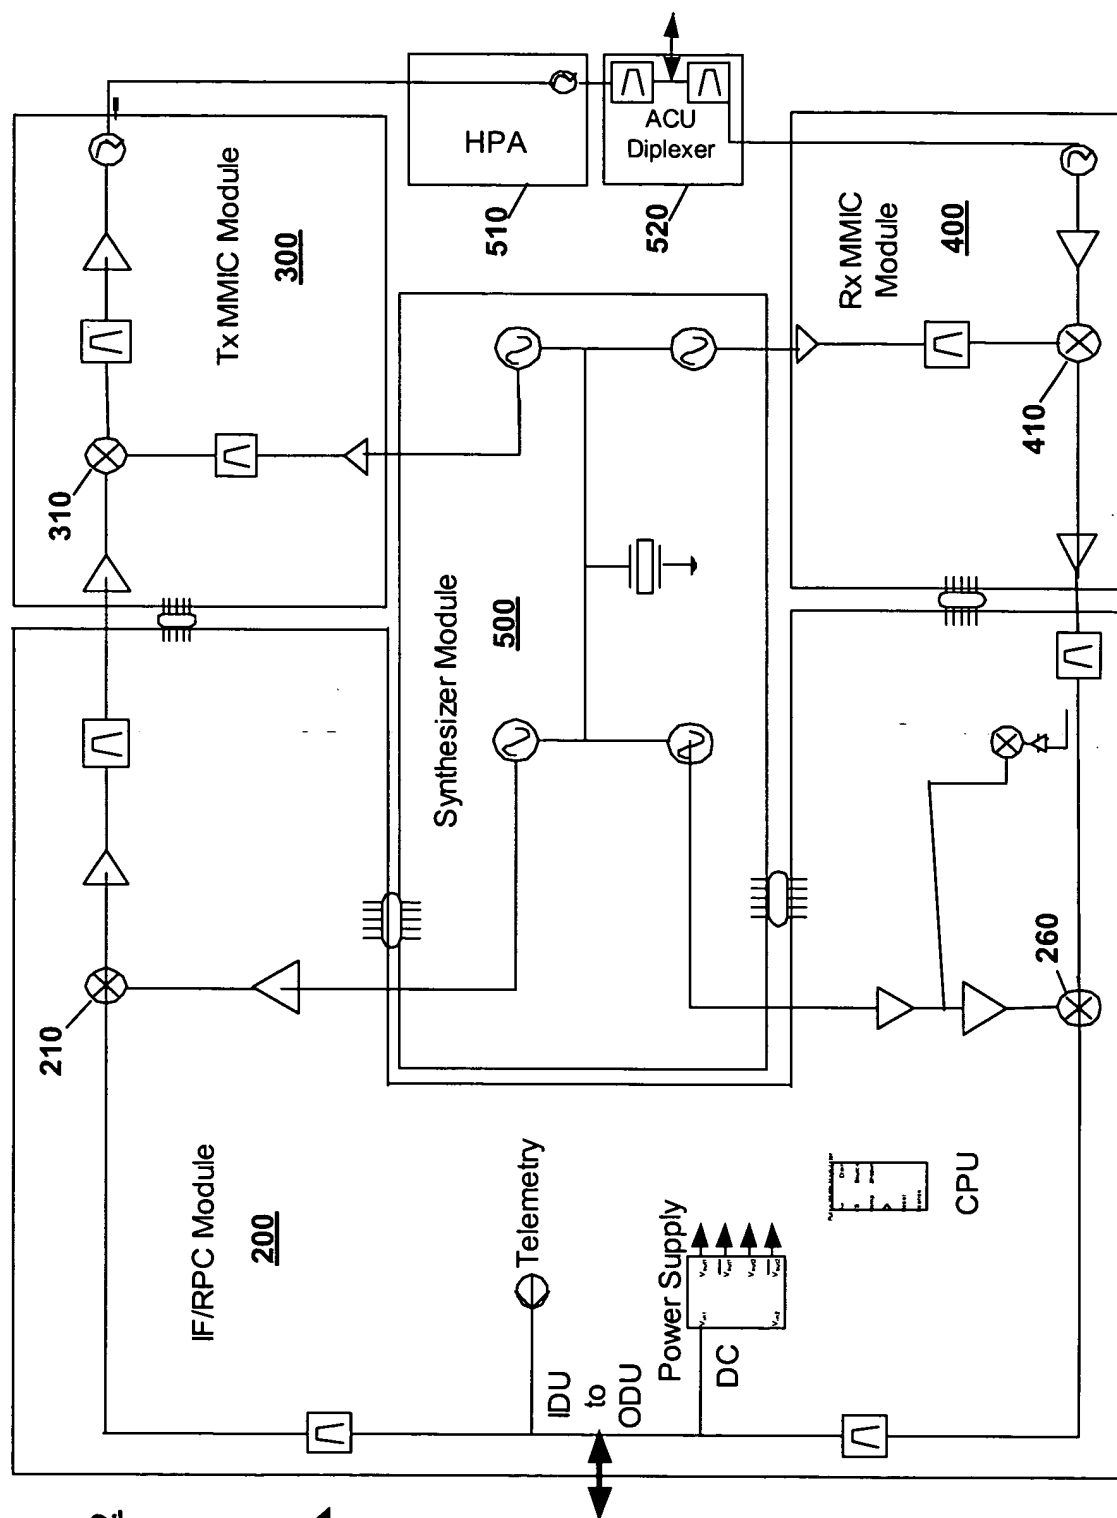 Tx MMIC Module
300
310
HPA
510
ACU
Diplexer
520
Rx MMIC
Module
400
410
Synthesizer Module
500
210
IF/RPC Module
200
Telemetry
IDU
to
ODU
Power Supply
DC
CPU
260